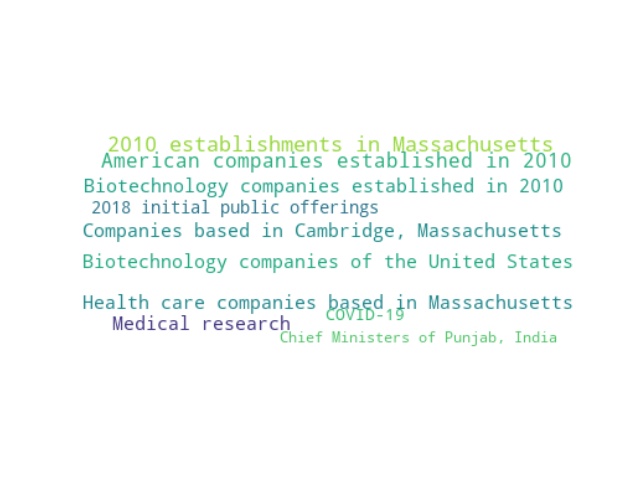 2010 establishments in Massachusetts
American companies established in 2010
Biotechnology companies established in 2010
2018 initial public offerings
Companies based in Cambridge, Massachusetts
Biotechnology companies of the United States
Health care companies based in Massachusetts
COVID-19
Medical research
Chief Ministers of Punjab, India